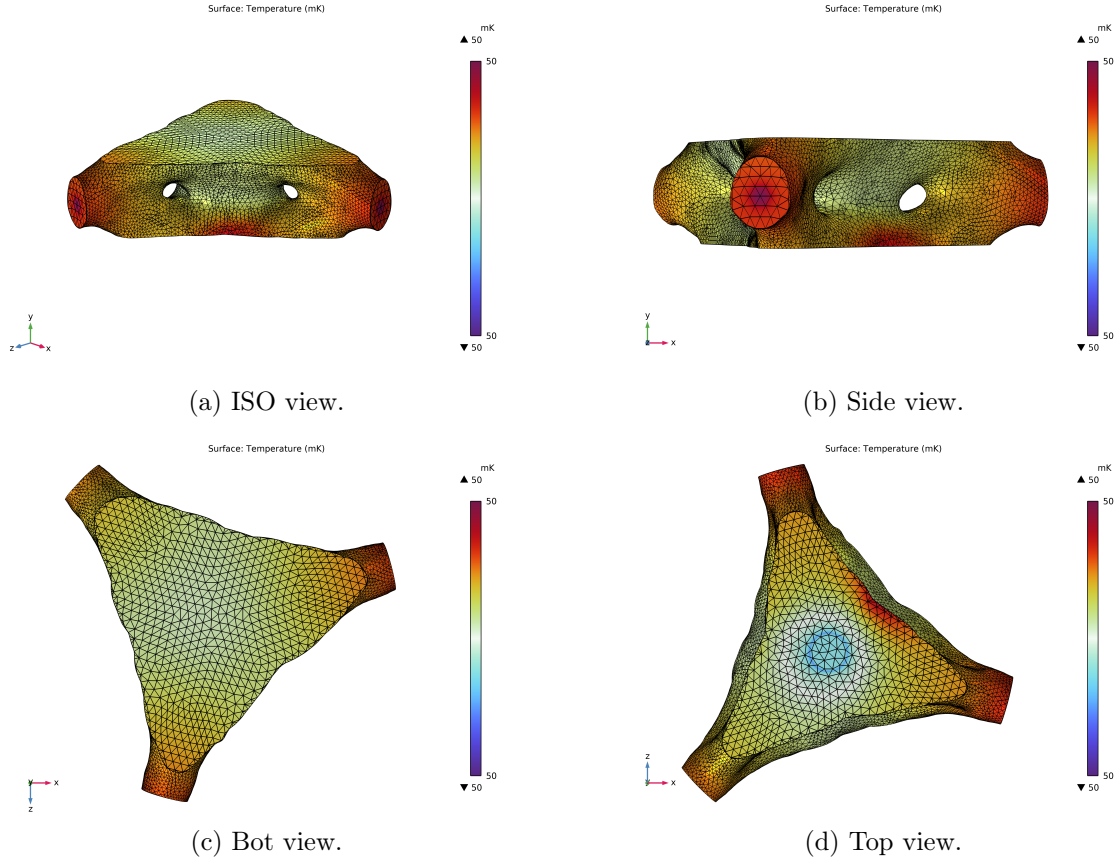 Surface: Temperature (mK)
mK
▲ 50
50
50
▼ 50
y
z
x
(a) ISO view.
Surface: Temperature (mK)
mK
▲ 50
50
50
▼ 50
y
z
x
(b) Side view.
Surface: Temperature (mK)
mK
▲ 50
50
50
▼ 50
y
x
z
(c) Bot view.
Surface: Temperature (mK)
mK
▲ 50
50
50
▼ 50
z
y
x
(d) Top view.